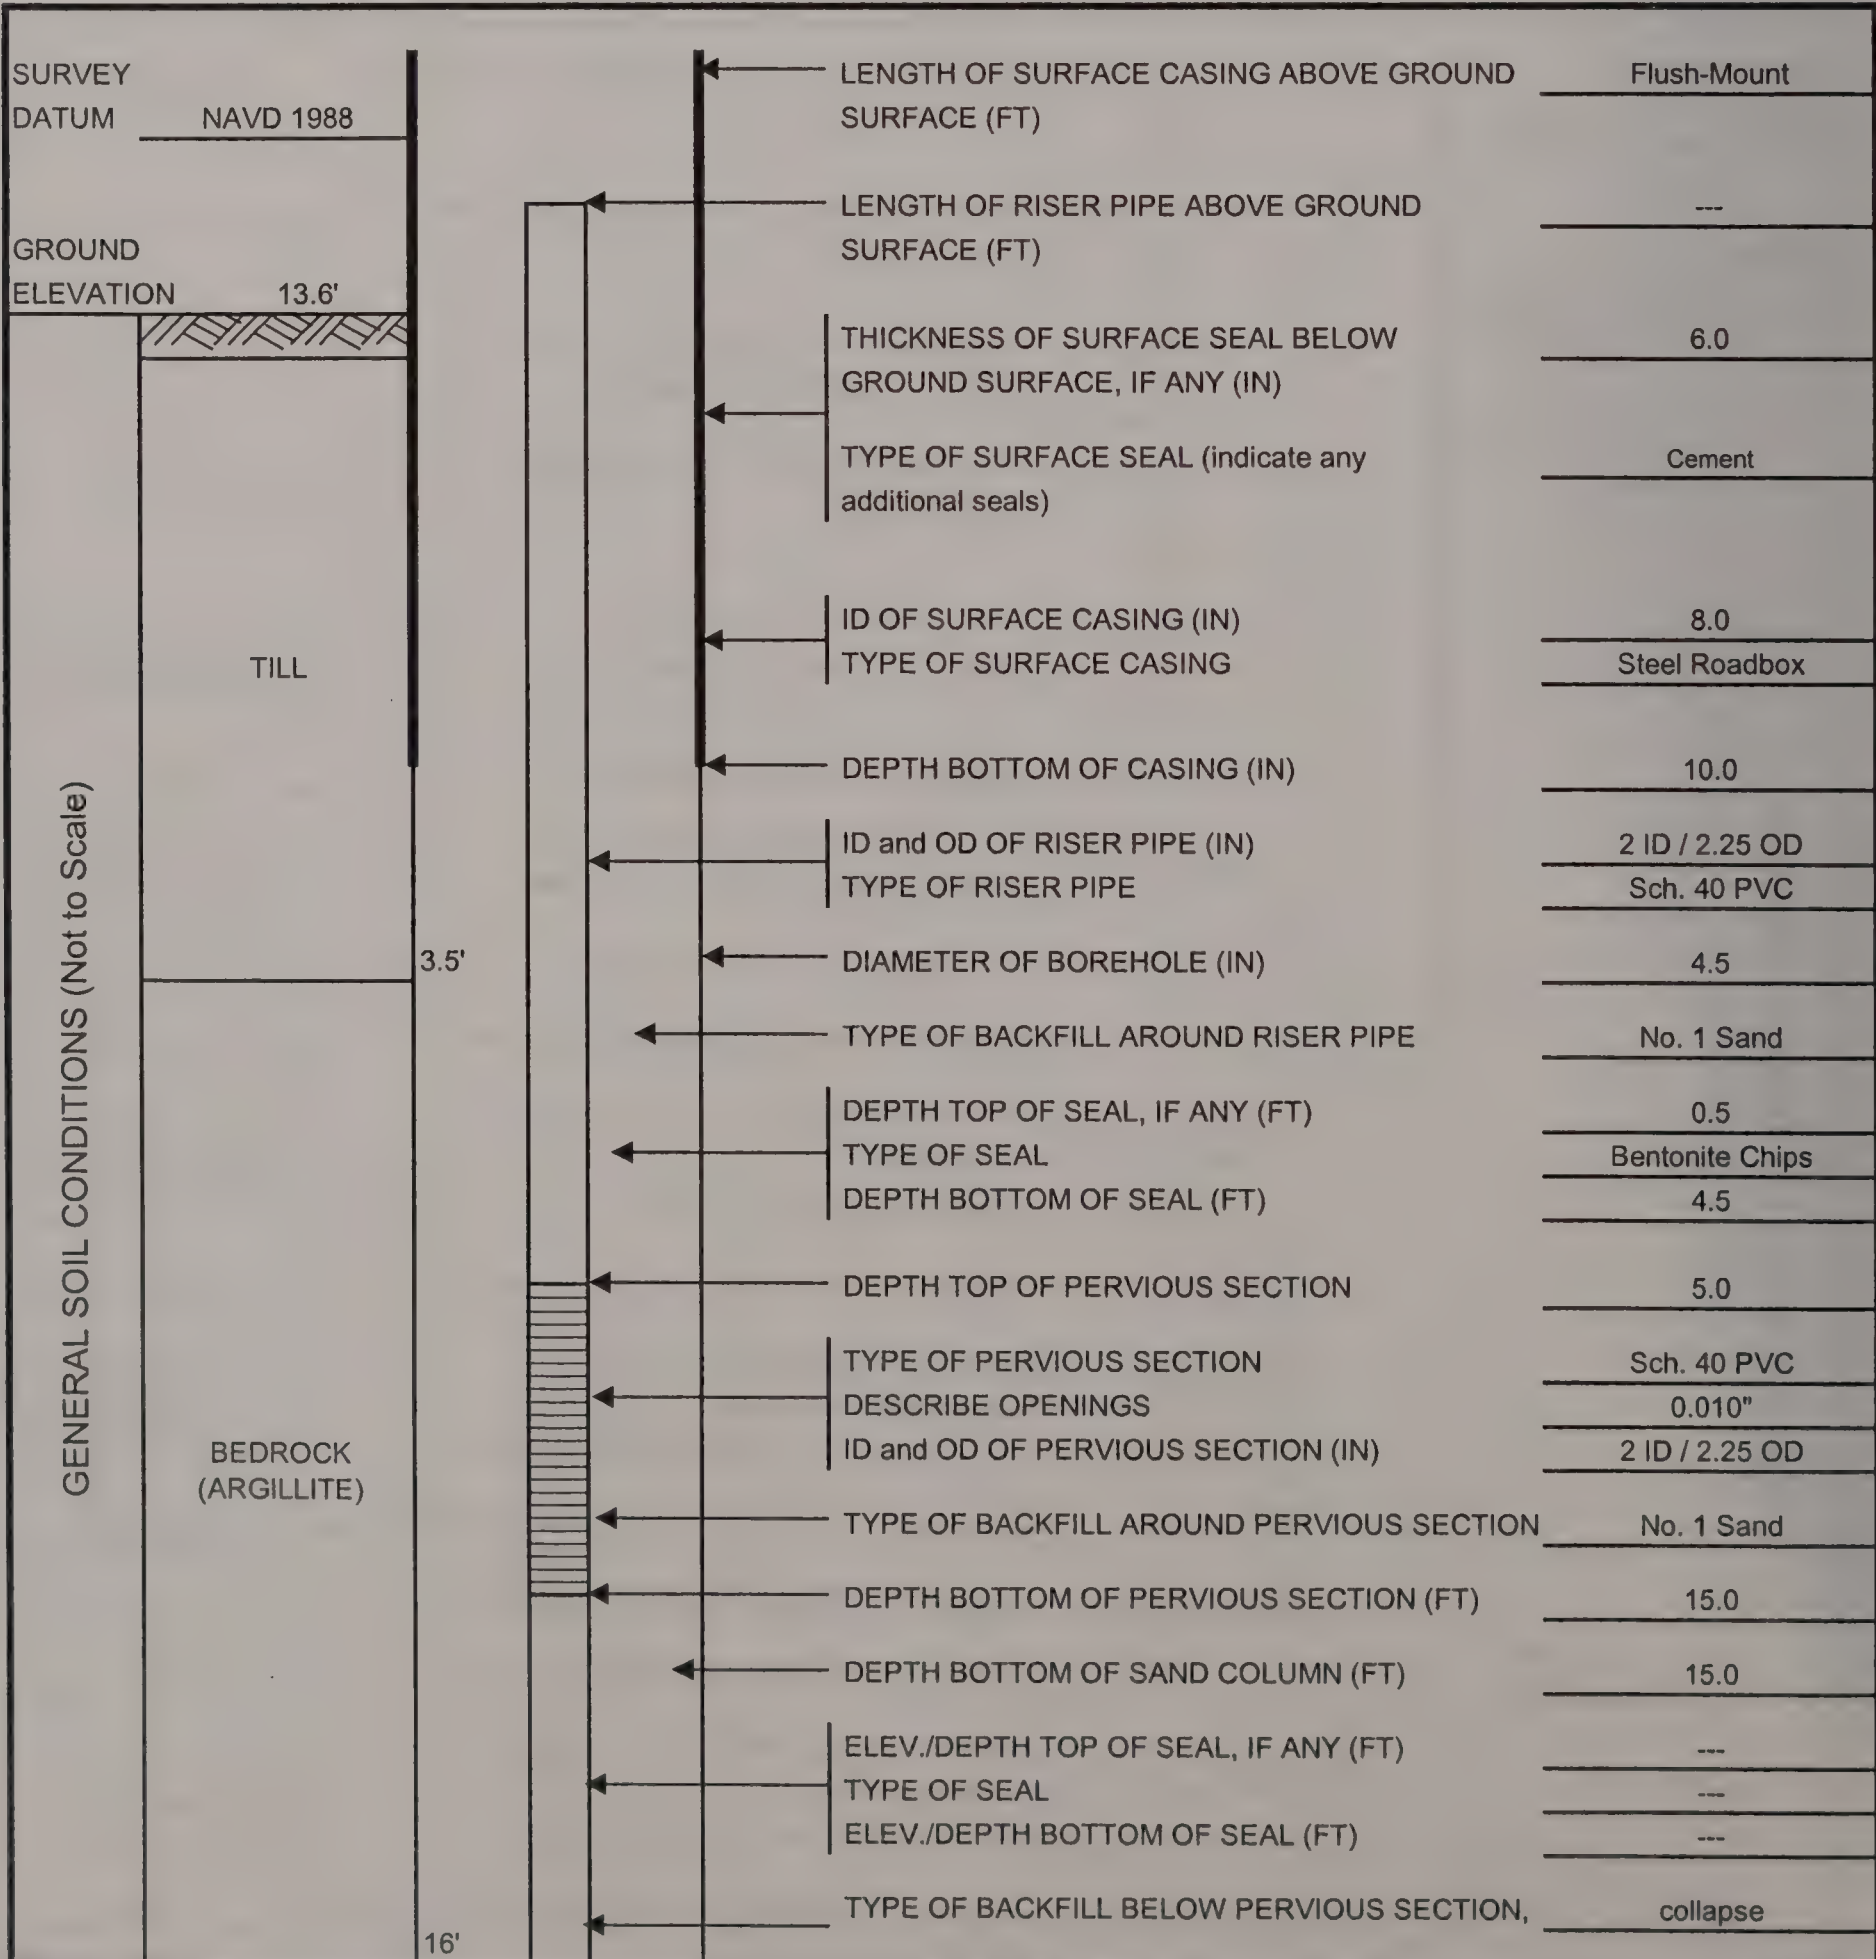 SURVEY
DATUM NAVD 1988
GROUND
ELEVATION 13.6'
GENERAL SOIL CONDITIONS (Not to Scale)
TILL
3.5'
BEDROCK
(ARGILLITE)
16'
LENGTH OF SURFACE CASING ABOVE GROUND Flush-Mount
SURFACE (FT)
LENGTH OF RISER PIPE ABOVE GROUND ---
SURFACE (FT)
THICKNESS OF SURFACE SEAL BELOW 6.0
GROUND SURFACE, IF ANY (IN)
TYPE OF SURFACE SEAL (indicate any Cement
additional seals)
ID OF SURFACE CASING (IN) 8.0
TYPE OF SURFACE CASING Steel Roadbox
DEPTH BOTTOM OF CASING (IN) 10.0
ID and OD OF RISER PIPE (IN) 2 ID / 2.25 OD
TYPE OF RISER PIPE Sch. 40 PVC
DIAMETER OF BOREHOLE (IN) 4.5
TYPE OF BACKFILL AROUND RISER PIPE No. 1 Sand
DEPTH TOP OF SEAL, IF ANY (FT) 0.5
TYPE OF SEAL Bentonite Chips
DEPTH BOTTOM OF SEAL (FT) 4.5
DEPTH TOP OF PERVIOUS SECTION 5.0
TYPE OF PERVIOUS SECTION Sch. 40 PVC
DESCRIBE OPENINGS 0.010"
ID and OD OF PERVIOUS SECTION (IN) 2 ID / 2.25 OD
TYPE OF BACKFILL AROUND PERVIOUS SECTION No. 1 Sand
DEPTH BOTTOM OF PERVIOUS SECTION (FT) 15.0
DEPTH BOTTOM OF SAND COLUMN (FT) 15.0
ELEV./DEPTH TOP OF SEAL, IF ANY (FT) ---
TYPE OF SEAL ---
ELEV./DEPTH BOTTOM OF SEAL (FT) ---
TYPE OF BACKFILL BELOW PERVIOUS SECTION, collapse